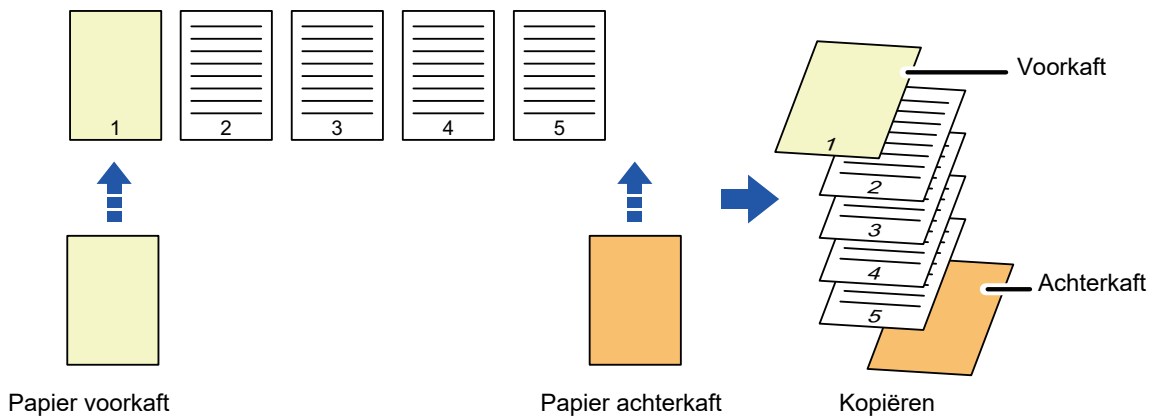 1 2 3 4 5
Voorkaft
1
2
3
4
5
Achterkaft
Papier voorkaft
Papier achterkaft
Kopiëren